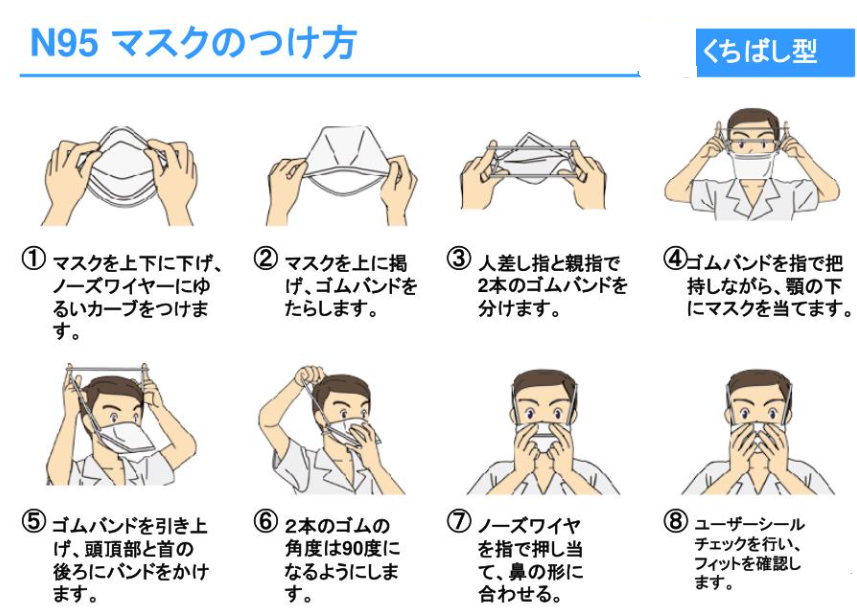 N95 マスクのつけ方
くちばし型
① マスクを上下に下げ、
ノーズワイヤーにゆ
るいカーブをつけま
す。
② マスクを上に掲
げ、ゴムバンドを
たらします。
③ 人差し指と親指で
2本のゴムバンドを
分けます。
④ ゴムバンドを指で把
持しながら、顎の下
にマスクを当てます。
⑤ ゴムバンドを引き上
げ、頭頂部と首の
後ろにバンドをかけ
ます。
⑥ 2本のゴムの
角度は90度に
なるようにしま
す。
⑦ ノーズワイヤ
を指で押し当
て、鼻の形に
合わせる。
⑧ ユーザーシール
チェックを行い、
フィットを確認し
ます。